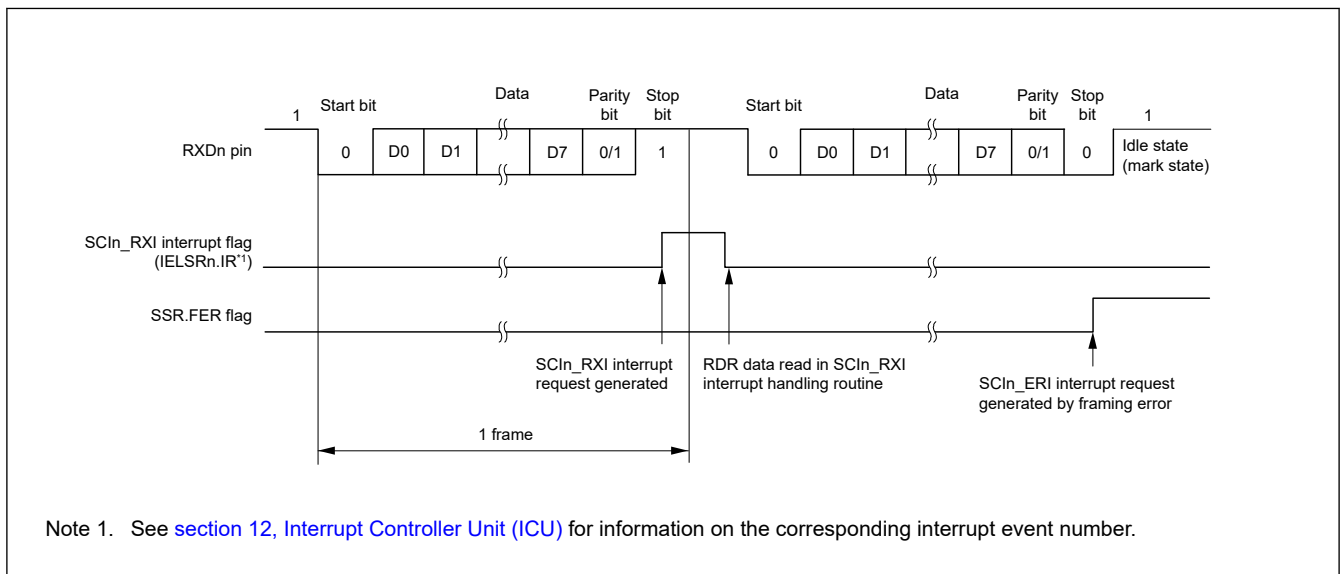 1 Start bit Data Parity bit Stop bit Start bit Data Parity bit Stop bit 1
RXDn pin 0 D0 D1 D7 0/1 1 0 D0 D1 D7 0/1 0 Idle state (mark state)
SCIn_RXI interrupt flag
(IELSRn.IR*1)
SSR.FER flag
SCIn_RXI interrupt
request generated
RDR data read in SCIn_RXI
interrupt handling routine
SCIn_ERI interrupt request
generated by framing error
1 frame
Note 1. See section 12, Interrupt Controller Unit (ICU) for information on the corresponding interrupt event number.